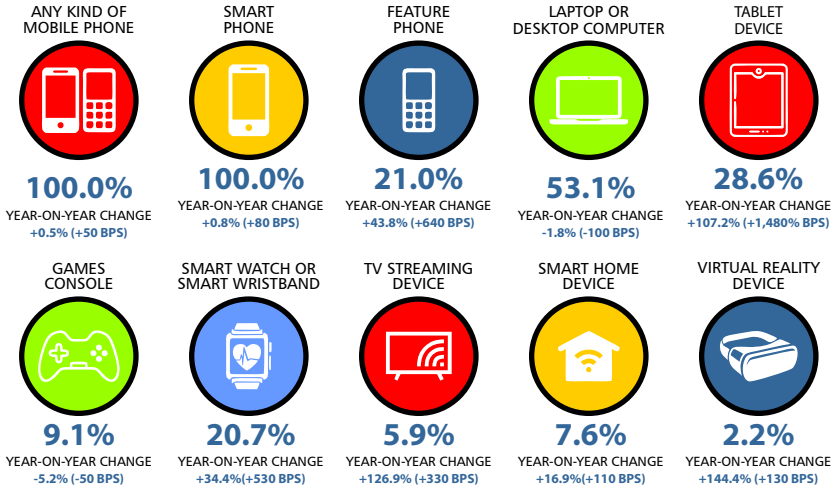 ANY KIND OF
MOBILE PHONE
100.0%
YEAR-ON-YEAR CHANGE
+0.5% (+50 BPS)
SMART
PHONE
100.0%
YEAR-ON-YEAR CHANGE
+0.8% (+80 BPS)
FEATURE
PHONE
21.0%
YEAR-ON-YEAR CHANGE
+43.8% (+640 BPS)
LAPTOP OR
DESKTOP COMPUTER
53.1%
YEAR-ON-YEAR CHANGE
-1.8% (-100 BPS)
TABLET
DEVICE
28.6%
YEAR-ON-YEAR CHANGE
+107.2% (+1,480% BPS)
GAMES
CONSOLE
9.1%
YEAR-ON-YEAR CHANGE
-5.2% (-50 BPS)
SMART WATCH OR
SMART WRISTBAND
20.7%
YEAR-ON-YEAR CHANGE
+34.4%(+530 BPS)
TV STREAMING
DEVICE
5.9%
YEAR-ON-YEAR CHANGE
+126.9% (+330 BPS)
SMART HOME
DEVICE
7.6%
YEAR-ON-YEAR CHANGE
+16.9%(+110 BPS)
VIRTUAL REALITY
DEVICE
2.2%
YEAR-ON-YEAR CHANGE
+144.4% (+130 BPS)